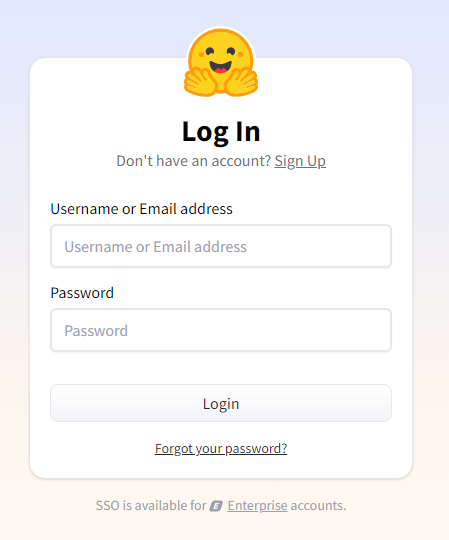 Log In
Don't have an account? Sign Up
Username or Email address
Username or Email address
Password
Password
Login
Forgot your password?
SSO is available for E Enterprise accounts.